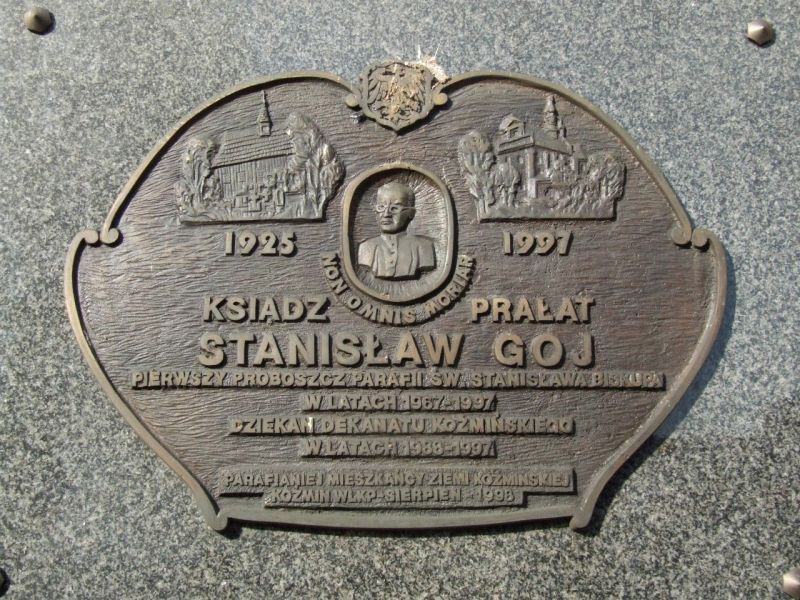 1925 1997
NON OMNIS MORIAR
KSIĄDZ PRAŁAT
STANISŁAW GOJ
PIERWSZY PROBOSZCZ PARAFII ŚW. STANISŁAWA BISKUPA
W LATACH 1967-1997
DZIEKAN DEKANATU KOŹMIŃSKIEGO
W LATACH 1988-1997
PARAFIANIE I MIESZKAŃCY ZIEMI KOŹMIŃSKIEJ
KOŹMIN WLKP-SIERPIEŃ - 1998